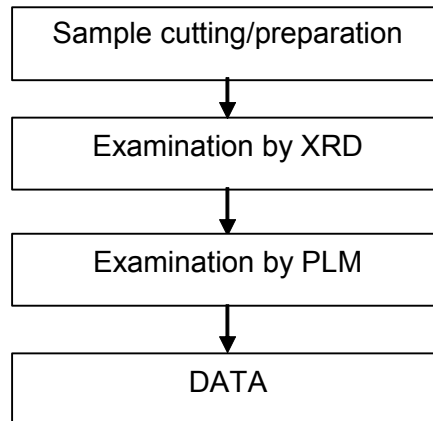 Sample cutting/preparation
Examination by XRD
Examination by PLM
DATA